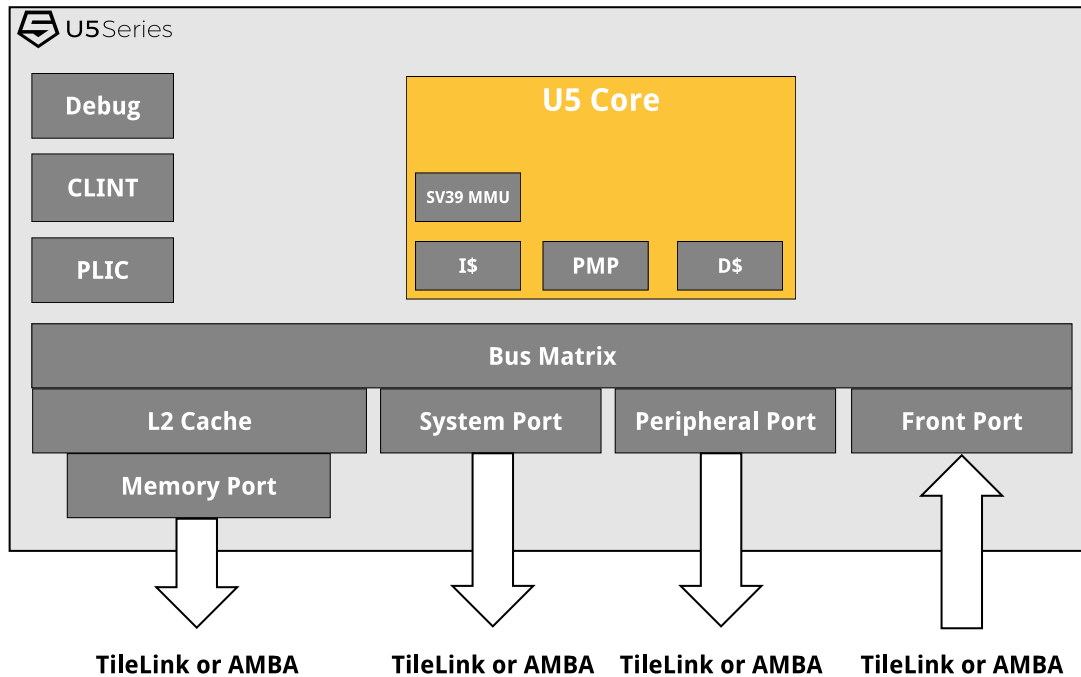 U5Series
Debug
U5 Core
CLINT
SV39 MMU
PLIC
I$
PMP
D$
Bus Matrix
L2 Cache
System Port
Peripheral Port
Front Port
Memory Port
TileLink or AMBA
TileLink or AMBA
TileLink or AMBA
TileLink or AMBA